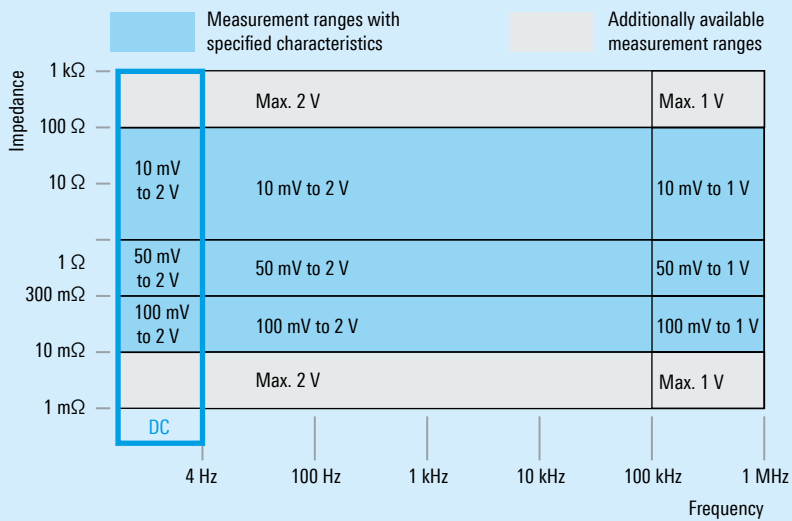 Measurement ranges with
specified characteristics
Additionally available
measurement ranges
Impedance
1 kΩ
Max. 2 V
Max. 1 V
100 Ω
10 mV
to 2 V
10 Ω
10 mV to 2 V
10 mV to 1 V
1 Ω
50 mV
to 2 V
50 mV to 2 V
50 mV to 1 V
300 mΩ
100 mV
to 2 V
100 mV to 2 V
100 mV to 1 V
10 mΩ
Max. 2 V
Max. 1 V
1 mΩ
DC
4 Hz
100 Hz
1 kHz
10 kHz
100 kHz
1 MHz
Frequency